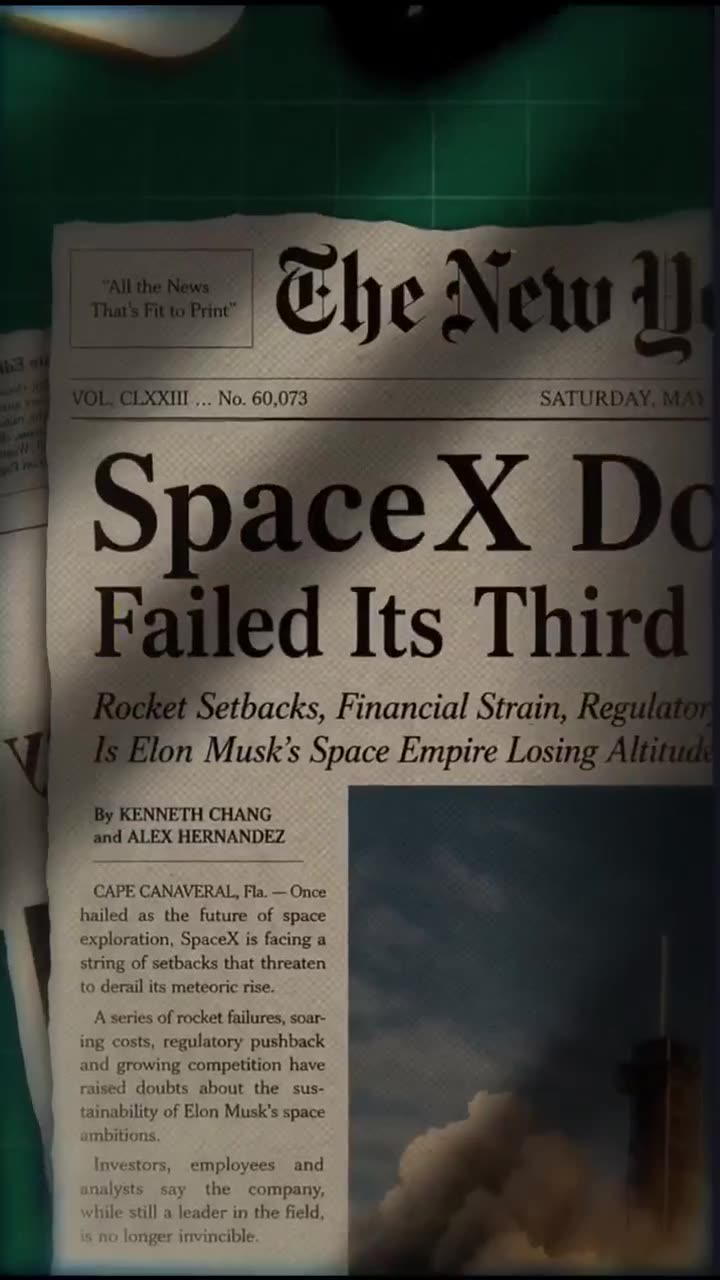 "All the News
That's Fit to Print"
The New Yo
VOL. CLXXIII ... No. 60,073
SATURDAY, MAY
SpaceX Do
Failed Its Third
Rocket Setbacks, Financial Strain, Regulator
Is Elon Musk's Space Empire Losing Altitude
By KENNETH CHANG
and ALEX HERNANDEZ
CAPE CANAVERAL, Fla. — Once
hailed as the future of space
exploration, SpaceX is facing a
string of setbacks that threaten
to derail its meteoric rise.
A series of rocket failures, soar-
ing costs, regulatory pushback
and growing competition have
raised doubts about the sus-
tainability of Elon Musk's space
ambitions.
Investors, employees and
analysts say the company,
while still a leader in the field,
is no longer invincible.